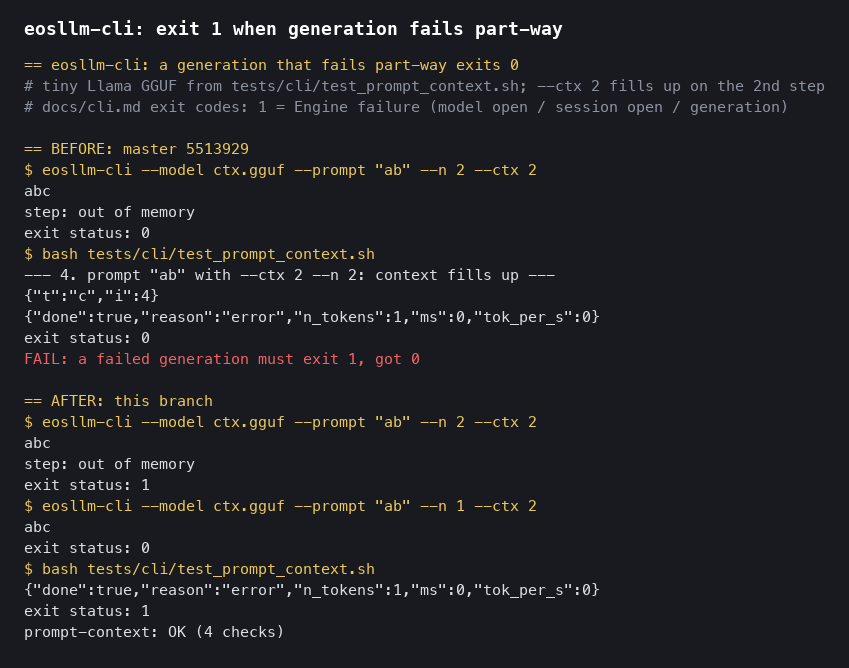 eosllm-cli: exit 1 when generation fails part-way
== eosllm-cli: a generation that fails part-way exits 0
# tiny Llama GGUF from tests/cli/test_prompt_context.sh; --ctx 2 fills up on the 2nd step
# docs/cli.md exit codes: 1 = Engine failure (model open / session open / generation)
== BEFORE: master 5513929
$ eosllm-cli --model ctx.gguf --prompt "ab" --n 2 --ctx 2
abc
step: out of memory
exit status: 0
$ bash tests/cli/test_prompt_context.sh
--- 4. prompt "ab" with --ctx 2 --n 2: context fills up ---
{"t":"c","i":4}
{"done":true,"reason":"error","n_tokens":1,"ms":0,"tok_per_s":0}
exit status: 0
FAIL: a failed generation must exit 1, got 0
== AFTER: this branch
$ eosllm-cli --model ctx.gguf --prompt "ab" --n 2 --ctx 2
abc
step: out of memory
exit status: 1
$ eosllm-cli --model ctx.gguf --prompt "ab" --n 1 --ctx 2
abc
exit status: 0
$ bash tests/cli/test_prompt_context.sh
{"done":true,"reason":"error","n_tokens":1,"ms":0,"tok_per_s":0}
exit status: 1
prompt-context: OK (4 checks)